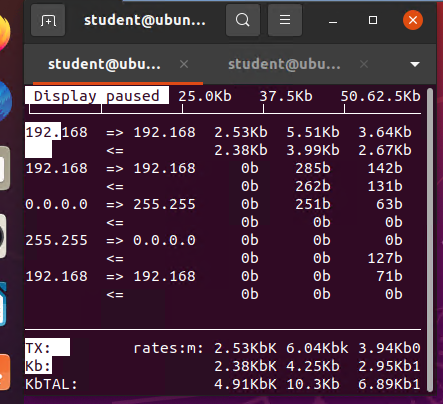 student@ubun...
student@ubu... × student@ubu... ×
Display paused 25.0Kb 37.5Kb 50.62.5Kb
192.168 => 192.168 2.53Kb 5.51Kb 3.64Kb
<= 2.38Kb 3.99Kb 2.67Kb
192.168 => 192.168 0b 285b 142b
<= 0b 262b 131b
0.0.0.0 => 255.255 0b 251b 63b
<= 0b 0b 0b
255.255 => 0.0.0.0 0b 0b 0b
<= 0b 0b 127b
192.168 => 192.168 0b 0b 71b
<= 0b 0b 0b
TX: rates:m: 2.53KbK 6.04Kbk 3.94Kb0
Kb: 2.38KbK 4.25Kb 2.95Kb1
KbTAL: 4.91KbK 10.3Kb 6.89Kb1